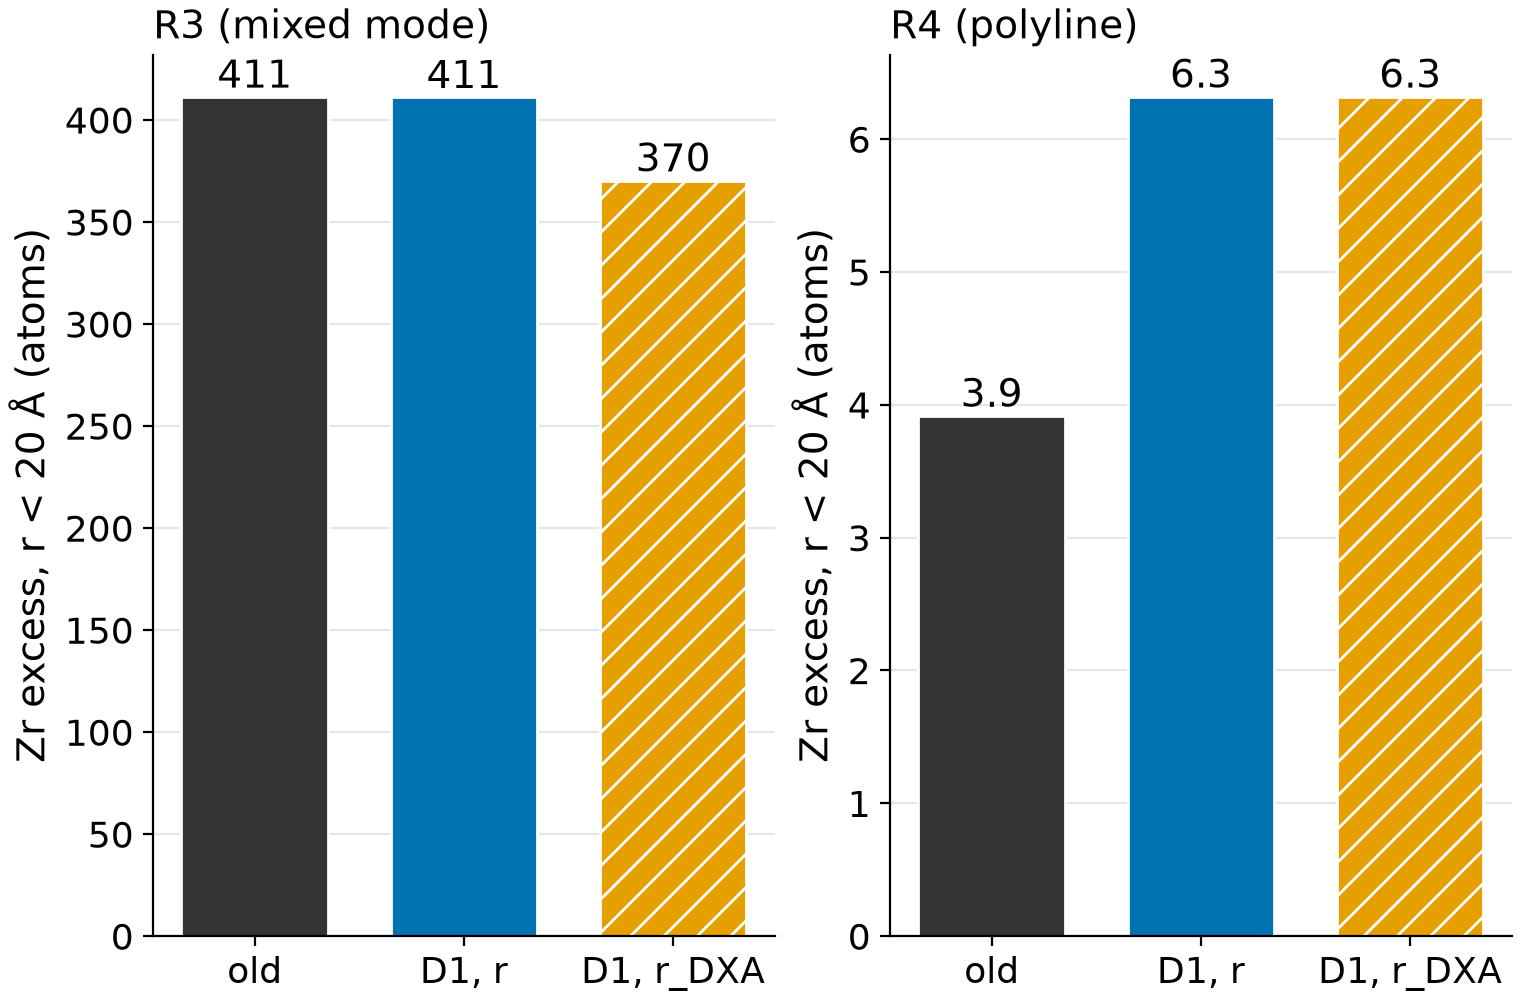 R3 (mixed mode)
Zr excess, r < 20 Å (atoms)
400
350
300
250
200
150
100
50
0
411
411
370
old
D1, r
D1, r_DXA
R4 (polyline)
Zr excess, r < 20 Å (atoms)
6
5
4
3
2
1
0
3.9
6.3
6.3
old
D1, r
D1, r_DXA